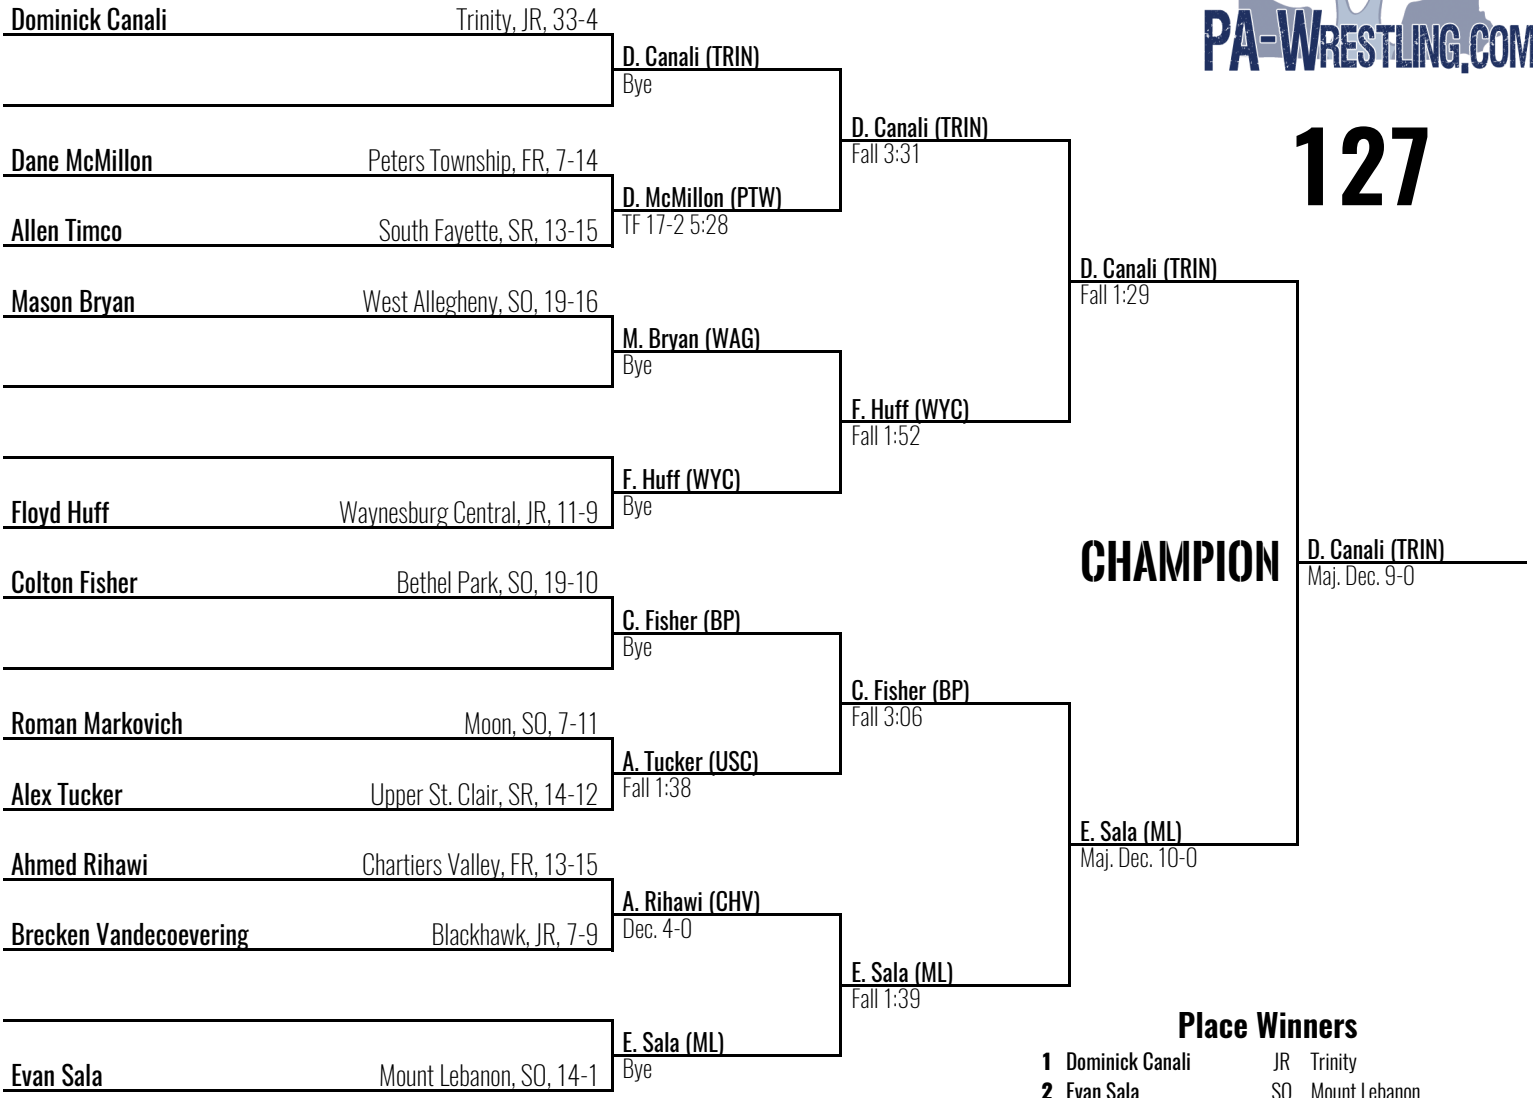 PA-WRESTLING.COM
127
Dominick Canali Trinity, JR, 33-4
D. Canali (TRIN)
Bye
D. Canali (TRIN)
Fall 3:31
Dane McMillon Peters Township, FR, 7-14
D. McMillon (PTW)
TF 17-2 5:28
Allen Timco South Fayette, SR, 13-15
D. Canali (TRIN)
Fall 1:29
Mason Bryan West Allegheny, SO, 19-16
M. Bryan (WAG)
Bye
F. Huff (WYC)
Fall 1:52
F. Huff (WYC)
Bye
Floyd Huff Waynesburg Central, JR, 11-9
CHAMPION
D. Canali (TRIN)
Maj. Dec. 9-0
Colton Fisher Bethel Park, SO, 19-10
C. Fisher (BP)
Bye
C. Fisher (BP)
Fall 3:06
Roman Markovich Moon, SO, 7-11
A. Tucker (USC)
Fall 1:38
Alex Tucker Upper St. Clair, SR, 14-12
E. Sala (ML)
Maj. Dec. 10-0
Ahmed Rihawi Chartiers Valley, FR, 13-15
A. Rihawi (CHV)
Dec. 4-0
Brecken Vandecoevering Blackhawk, JR, 7-9
E. Sala (ML)
Fall 1:39
E. Sala (ML)
Bye
Evan Sala Mount Lebanon, SO, 14-1
Place Winners
1 Dominick Canali JR Trinity
2 Evan Sala SO Mount Lebanon